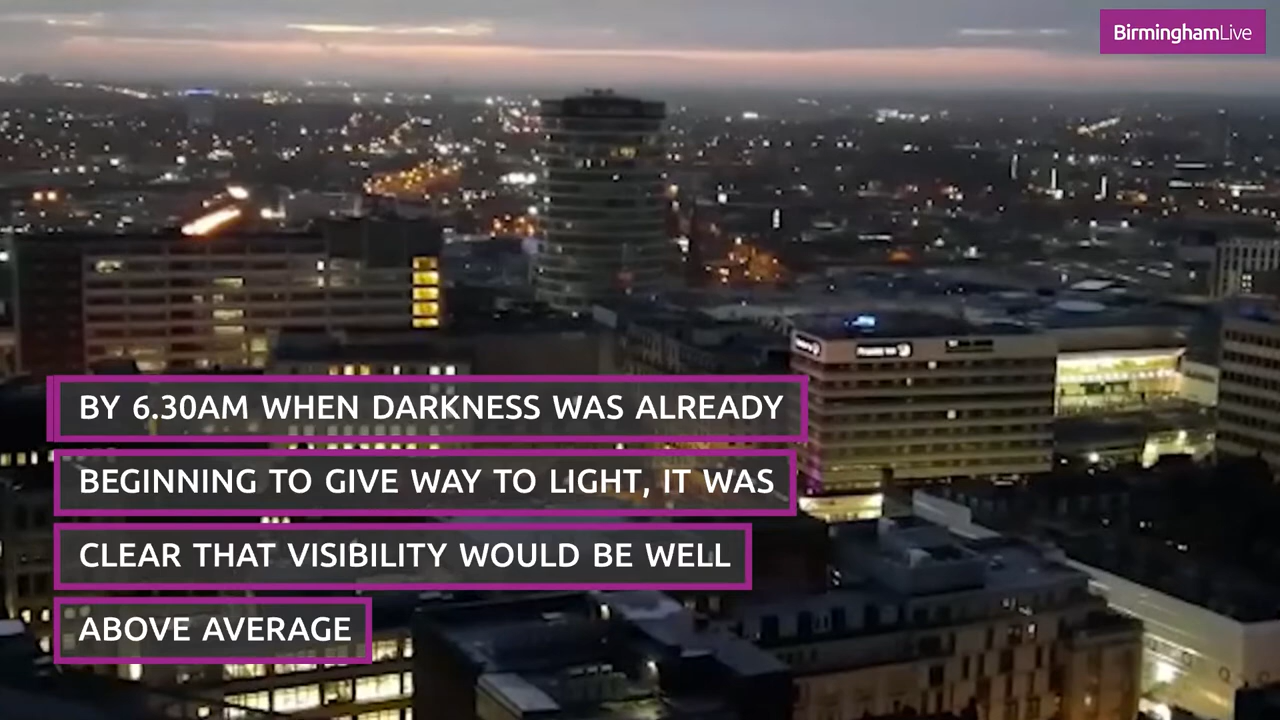 BirminghamLive
BY 6.30AM WHEN DARKNESS WAS ALREADY
BEGINNING TO GIVE WAY TO LIGHT, IT WAS
CLEAR THAT VISIBILITY WOULD BE WELL
ABOVE AVERAGE